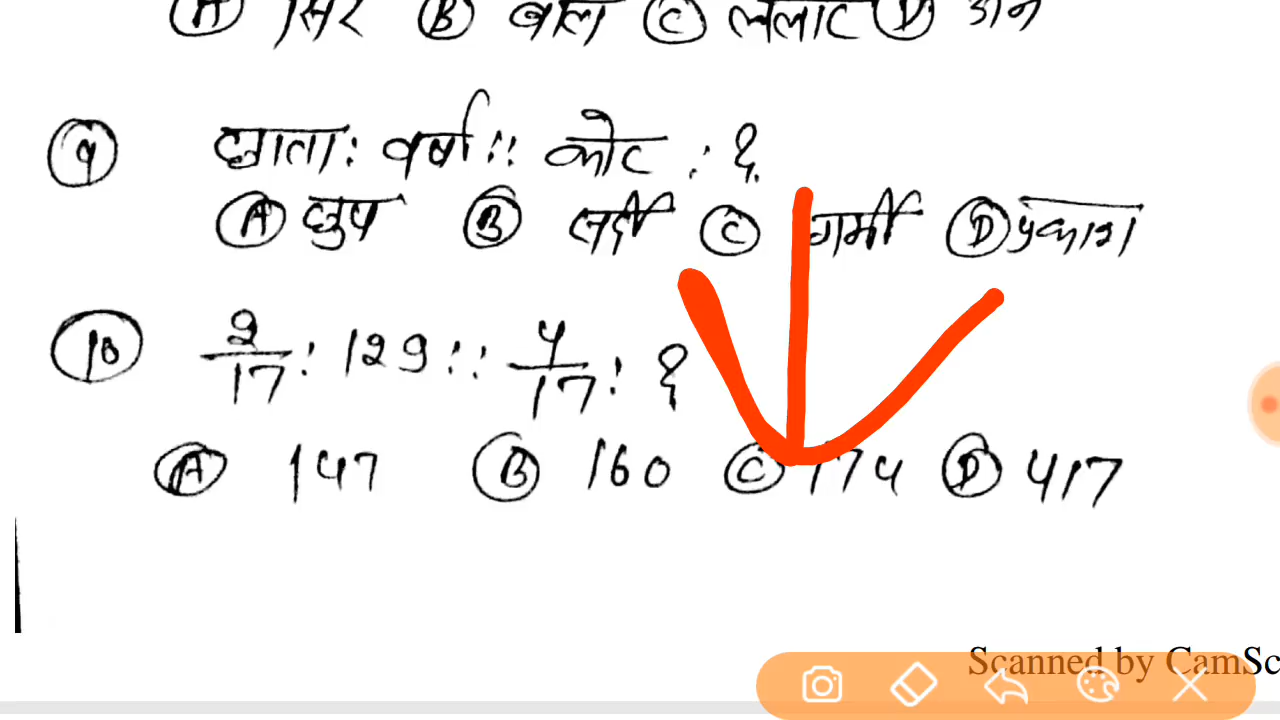 A सिर B बाल C ललाट D
9 छाता : वर्षा :: कोट : ?
A धुप B सर्दी C गर्मी D प्रकाश
10 2/17 : 129 :: 4/17 : ?
A 147 B 160 C 174 D 417
Scanned by CamSc